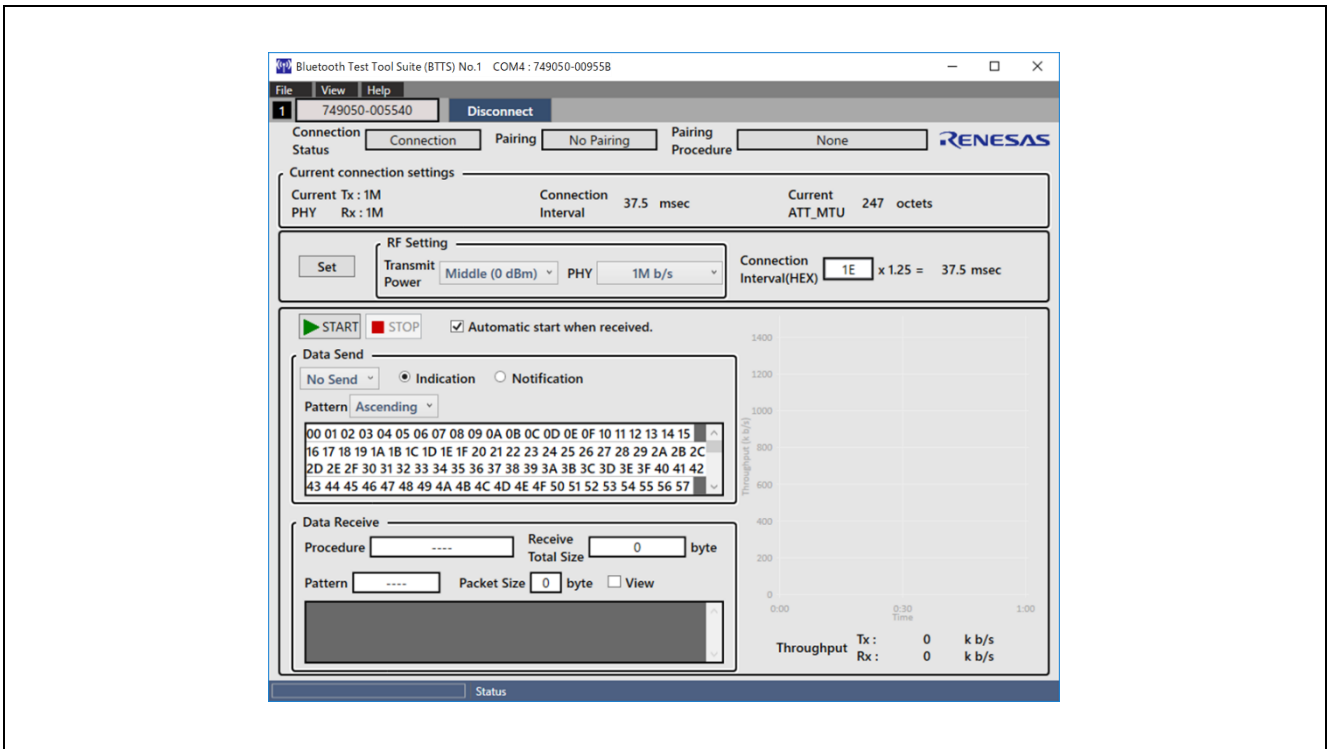 Bluetooth Test Tool Suite (BTTS) No.1 COM4 : 749050-00955B
File View Help
1 749050-005540 Disconnect
Connection Status Connection Pairing No Pairing Pairing Procedure None RENESAS
Current connection settings
Current PHY Tx : 1M Rx : 1M Connection Interval 37.5 msec Current ATT_MTU 247 octets
RF Setting
Set Transmit Power Middle (0 dBm) PHY 1M b/s Connection Interval(HEX) 1E x 1.25 = 37.5 msec
START STOP Automatic start when received.
Data Send
No Send Indication Notification
Pattern Ascending
00 01 02 03 04 05 06 07 08 09 0A 0B 0C 0D 0E 0F 10 11 12 13 14 15
16 17 18 19 1A 1B 1C 1D 1E 1F 20 21 22 23 24 25 26 27 28 29 2A 2B 2C
2D 2E 2F 30 31 32 33 34 35 36 37 38 39 3A 3B 3C 3D 3E 3F 40 41 42
43 44 45 46 47 48 49 4A 4B 4C 4D 4E 4F 50 51 52 53 54 55 56 57
Data Receive
Procedure ---- Receive Total Size 0 byte
Pattern ---- Packet Size 0 byte View
Throughput (k b/s)
1400
1200
1000
800
600
400
200
0
0:00 0:30 1:00
Time
Throughput Tx : 0 k b/s
Rx : 0 k b/s
Status